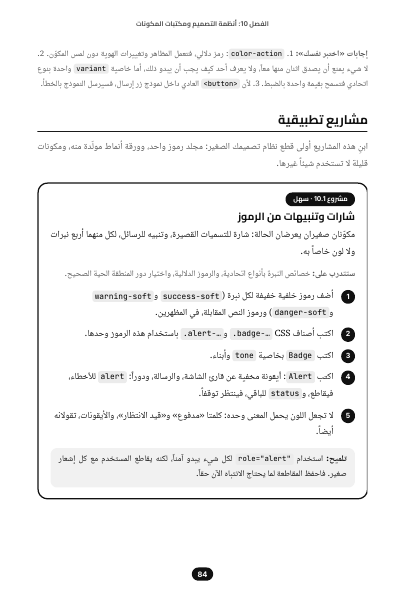 الفصل 10: أنظمة التصميم ومكتبات المكونات
إجابات «اختبر نفسك»: 1. color-action : رمز دلالي، فتعمل المظاهر وتغييرات الهوية دون لمس المكوّن. 2.
لا شيء يمنع أن يصدق اثنان منها معاً، ولا يعرف أحد كيف يجب أن يبدو ذلك، أما خاصية variant واحدة بنوع
اتحادي فتسمح بقيمة واحدة بالضبط. 3. لأن <button> العادي داخل نموذج زر إرسال، فسيرسل النموذج بالخطأ.
مشاريع تطبيقية
ابنِ هذه المشاريع أولى قطع نظام تصميمك الصغير: مجلد رموز واحد، وورقة أنماط مولّدة منه، ومكونات
قليلة لا تستخدم شيئاً غيرها.
مشروع 10.1 · سهل
شارات وتنبيهات من الرموز
مكوّنان صغيران يعرضان الحالة: شارة للتسميات القصيرة، وتنبيه للرسائل، لكل منهما أربع نبرات
ولا لون خاصاً به.
ستتدرب على: خصائص النبرة بأنواع اتحادية، والرموز الدلالية، واختيار دور المنطقة الحية الصحيح.
1 أضف رموز خلفية خفيفة لكل نبرة ( success-soft و warning-soft
و danger-soft ) ورموز النص المقابلة، في المظهرين.
2 اكتب أصناف CSS .badge-… و .alert-… باستخدام هذه الرموز وحدها.
3 اكتب Badge بخاصية tone وأبناء.
4 اكتب Alert : أيقونة مخفية عن قارئ الشاشة، والرسالة، ودوراً: alert للأخطاء،
فيقاطع، و status للباقي، فينتظر توقفاً.
5 لا تجعل اللون يحمل المعنى وحده: كلمتا «مدفوع» و«قيد الانتظار»، والأيقونات، تقولانه
أيضاً.
تلميح: استخدام role="alert" لكل شيء يبدو آمناً، لكنه يقاطع المستخدم مع كل إشعار
صغير. فاحفظ المقاطعة لما يحتاج الانتباه الآن حقاً.
84